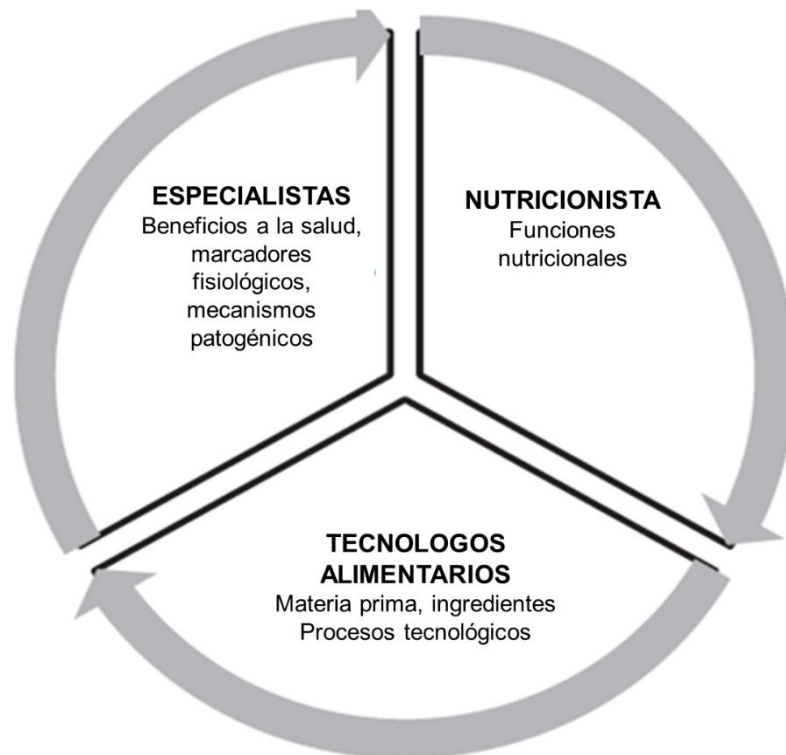 ESPECIALISTAS
Beneficios a la salud,
marcadores
fisiológicos,
mecanismos
patogénicos
NUTRICIONISTA
Funciones
nutricionales
TECNOLOGOS
ALIMENTARIOS
Materia prima, ingredientes
Procesos tecnológicos